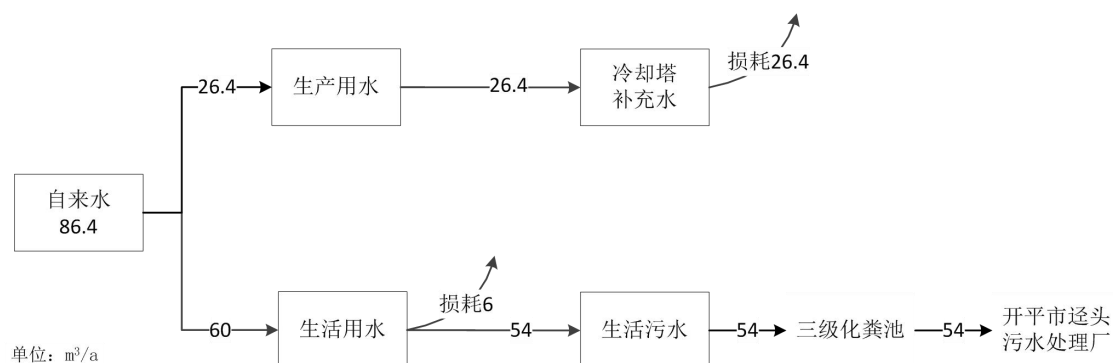 损耗26.4
26.4
生产用水
26.4
冷却塔
补充水
自来水
86.4
损耗6
60
生活用水
54
生活污水
54
三级化粪池
54
开平市迳头
污水处理厂
单位：m³/a